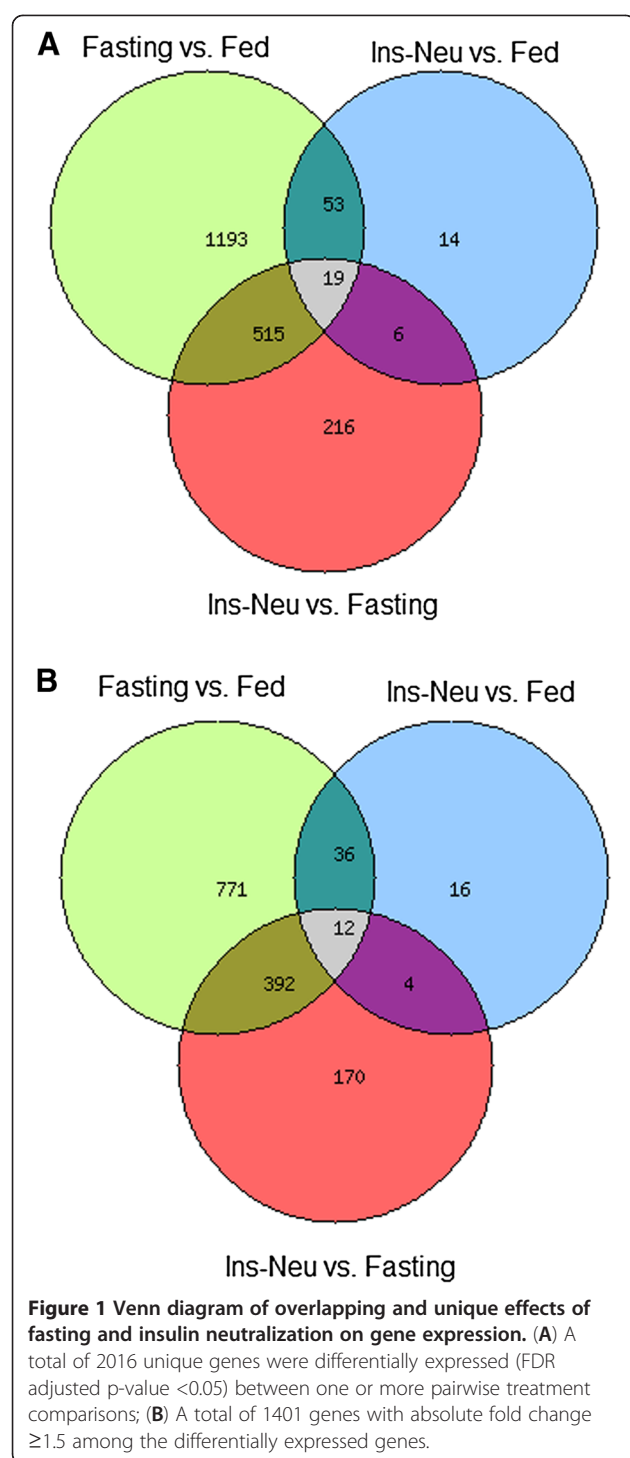 A
Fasting vs. Fed
Ins-Neu vs. Fed
53
1193
14
19
515
6
216
Ins-Neu vs. Fasting
B
Fasting vs. Fed
Ins-Neu vs. Fed
36
771
16
12
392
4
170
Ins-Neu vs. Fasting
Figure 1 Venn diagram of overlapping and unique effects of
fasting and insulin neutralization on gene expression. (A) A
total of 2016 unique genes were differentially expressed (FDR
adjusted p-value <0.05) between one or more pairwise treatment
comparisons; (B) A total of 1401 genes with absolute fold change
≥1.5 among the differentially expressed genes.